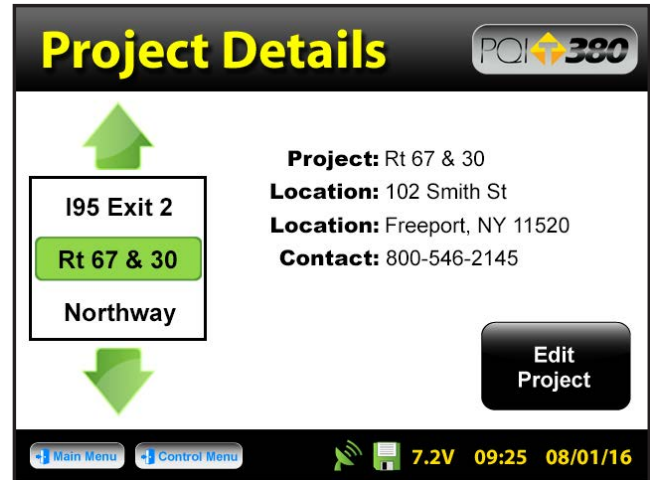 Project Details
PQI T 380
I95 Exit 2
Rt 67 & 30
Northway
Project: Rt 67 & 30
Location: 102 Smith St
Location: Freeport, NY 11520
Contact: 800-546-2145
Edit
Project
Main Menu
Control Menu
7.2V 09:25 08/01/16